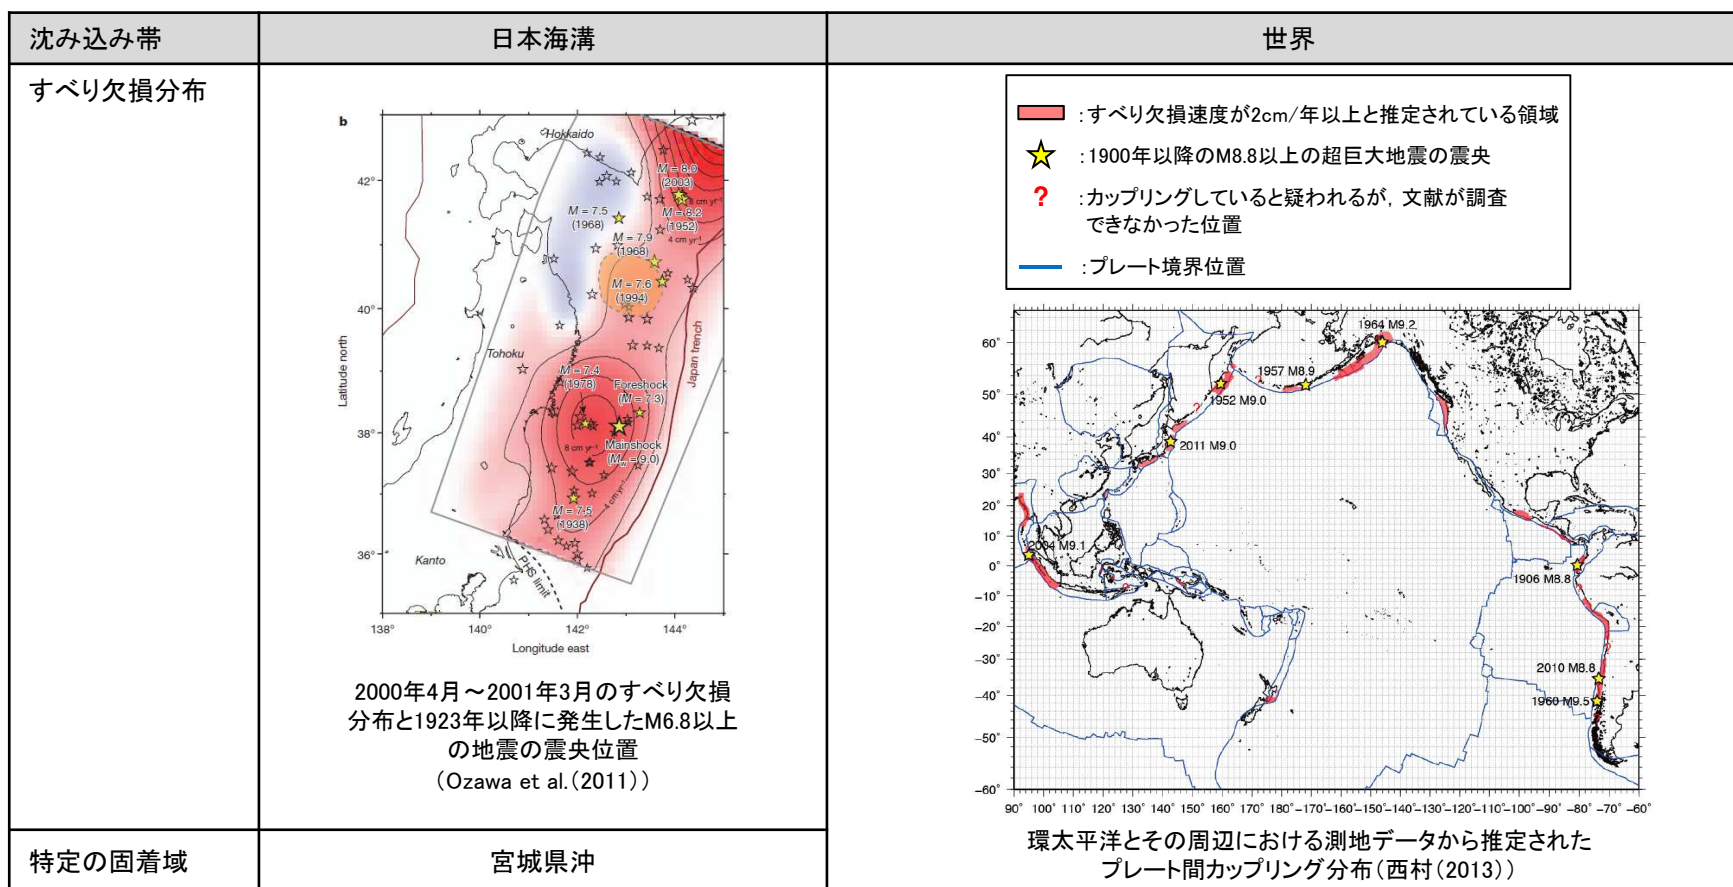 沈み込み帯
日本海溝
世界
すべり欠損分布
b
Hokkaido
M = 8.0
(2003)
8 cm yr⁻¹
M = 7.5
(1968)
M = 8.2
(1952)
4 cm yr⁻¹
M = 7.9
(1968)
M = 7.6
(1994)
Tohoku
M = 7.4
(1978)
Foreshock
(M = 7.3)
Japan trench
8 cm yr⁻¹
Mainshock
(Mw = 9.0)
4 cm yr⁻¹
M = 7.5
(1938)
Kanto
PHS limit
42°
40°
38°
36°
Latitude north
138°
140°
142°
144°
Longitude east
2000年4月～2001年3月のすべり欠損
分布と1923年以降に発生したM6.8以上
の地震の震央位置
（Ozawa et al.（2011））
:すべり欠損速度が2cm/年以上と推定されている領域
:1900年以降のM8.8以上の超巨大地震の震央
? :カップリングしていると疑われるが，文献が調査
できなかった位置
:プレート境界位置
1964 M9.2
1957 M8.9
1952 M9.0
2011 M9.0
2004 M9.1
1906 M8.8
2010 M8.8
1960 M9.5
60°
50°
40°
30°
20°
10°
0°
−10°
−20°
−30°
−40°
−50°
−60°
90° 100° 110° 120° 130° 140° 150° 160° 170° 180° −170° −160° −150° −140° −130° −120° −110° −100° −90° −80° −70° −60°
環太平洋とその周辺における測地データから推定された
プレート間カップリング分布（西村（2013））
特定の固着域
宮城県沖